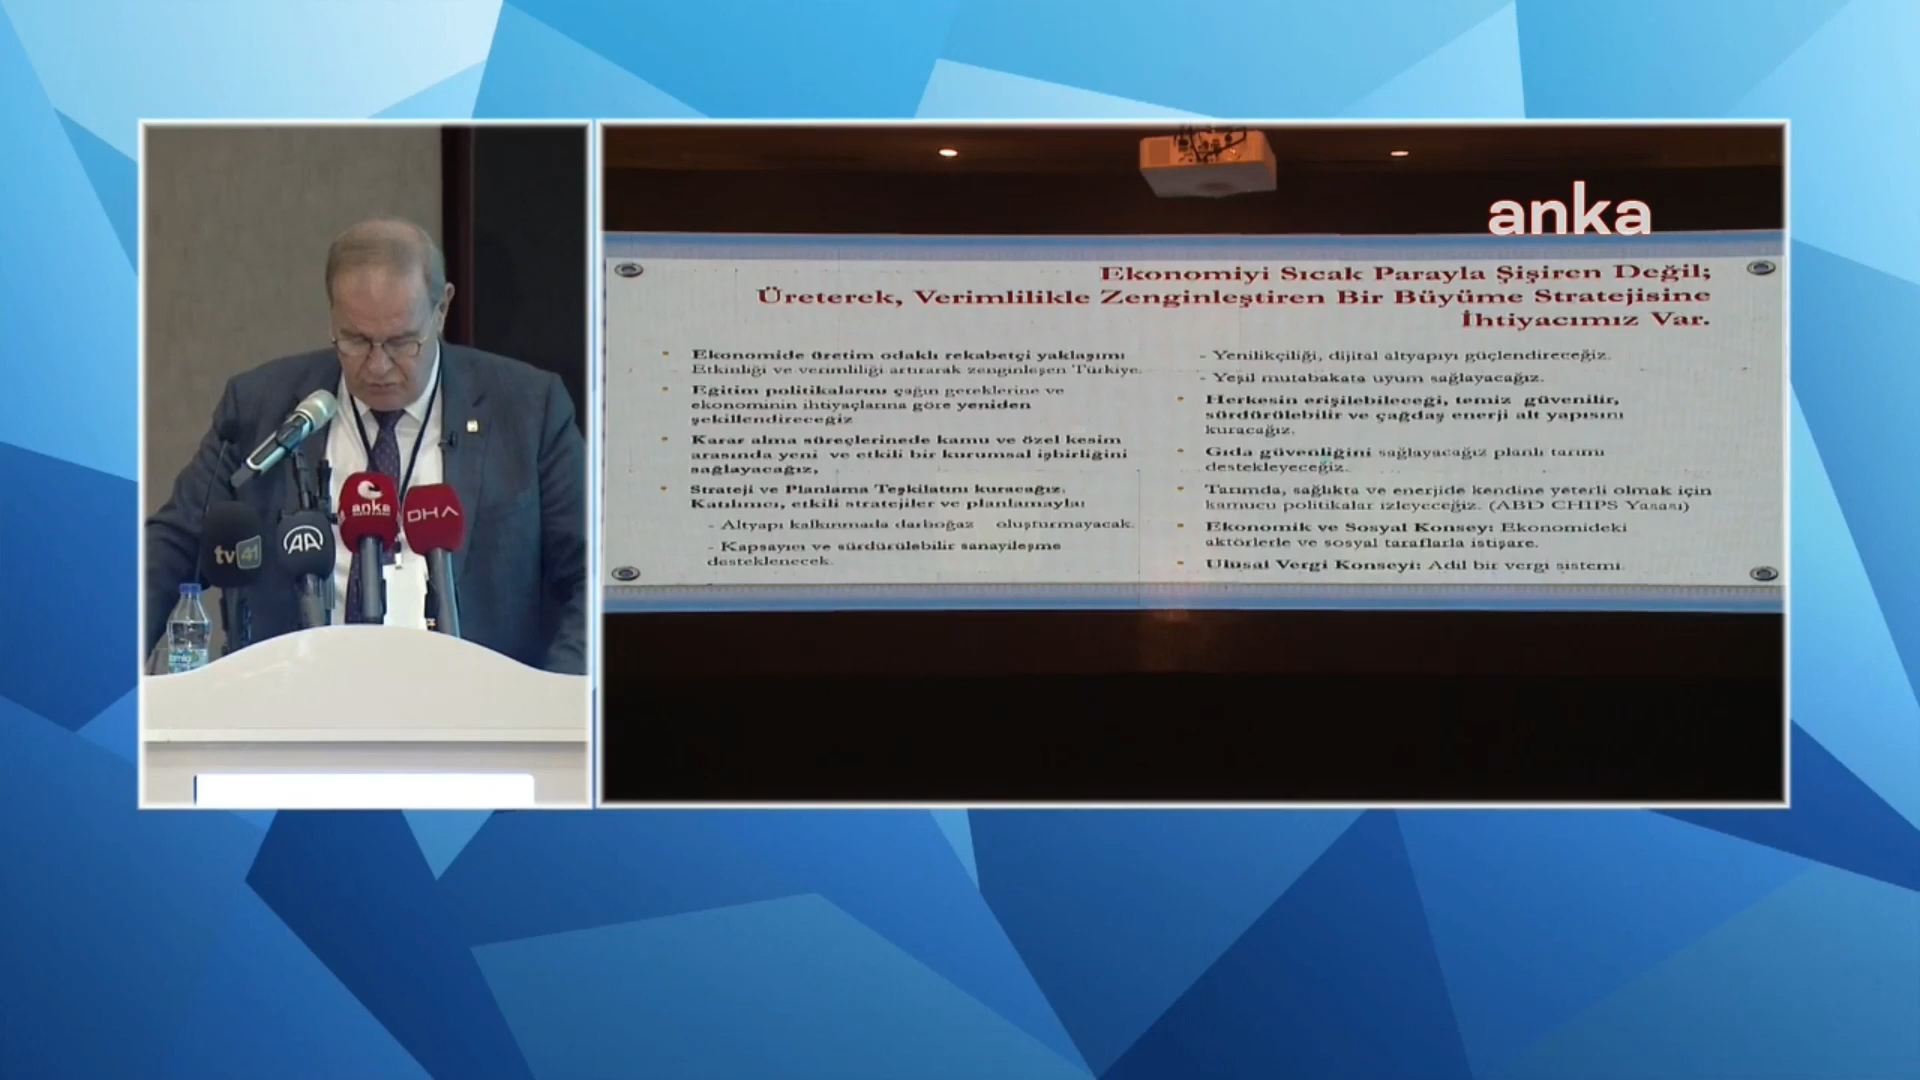 anka
Ekonomiyi Sıcak Parayla Şişiren Değil;
Üreterek, Verimlilikle Zenginleştiren Bir Büyüme Stratejisine
İhtiyacımız Var.
Ekonomide üretim odaklı rekabetçi yaklaşımı
Etkinliği ve verimliliği artırarak zenginleşen Türkiye.
Eğitim politikalarını çağın gereklerine ve
ekonominin ihtiyaçlarına göre yeniden
şekillendireceğiz
Karar alma süreçlerinede kamu ve özel kesim
arasında yeni ve etkili bir kurumsal işbirliğini
sağlayacağız,
Strateji ve Planlama Teşkilatını kuracağız.
Katılımcı, etkili stratejiler ve planlamayla:
- Altyapı kalkınmada darboğaz oluşturmayacak.
- Kapsayıcı ve sürdürülebilir sanayileşme
desteklenecek.
- Yenilikçiliği, dijital altyapıyı güçlendireceğiz.
- Yeşil mutabakata uyum sağlayacağız.
Herkesin erişilebileceği, temiz güvenilir,
sürdürülebilir ve çağdaş enerji alt yapısını
kuracağız.
Gıda güvenliğini sağlayacağız planlı tarımı
destekleyeceğiz.
Tarımda, sağlıkta ve enerjide kendine yeterli olmak için
kamucu politikalar izleyeceğiz. (ABD CHIPS Yasası)
Ekonomik ve Sosyal Konsey: Ekonomideki
aktörlerle ve sosyal taraflarla istişare.
Ulusal Vergi Konseyi: Adil bir vergi sistemi.
tv41
AA
anka
DHA